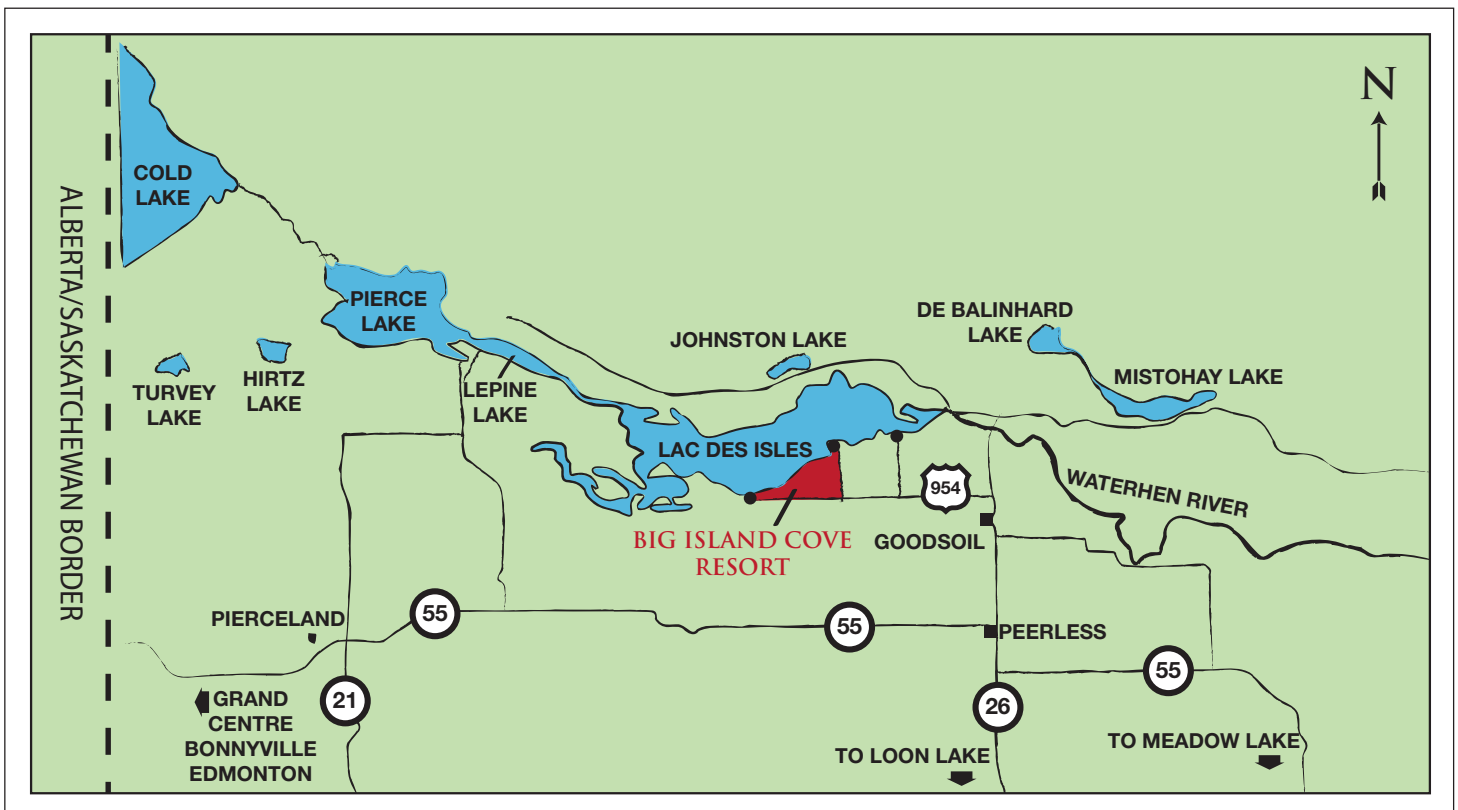 N
COLD
LAKE
ALBERTA/SASKATCHEWAN BORDER
PIERCE
LAKE
DE BALINHARD
LAKE
JOHNSTON LAKE
TURVEY
LAKE
HIRTZ
LAKE
LEPINE
LAKE
MISTOHAY LAKE
LAC DES ISLES
954
WATERHEN RIVER
BIG ISLAND COVE
RESORT
GOODSOIL
PIERCELAND
55
55
PEERLESS
55
21
26
GRAND
CENTRE
BONNYVILLE
EDMONTON
TO LOON LAKE
TO MEADOW LAKE